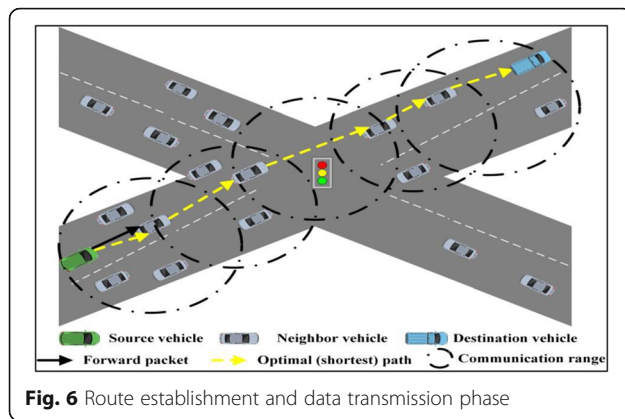 Source vehicle Neighbor vehicle Destination vehicle
Forward packet Optimal (shortest) path Communication range
Fig. 6 Route establishment and data transmission phase